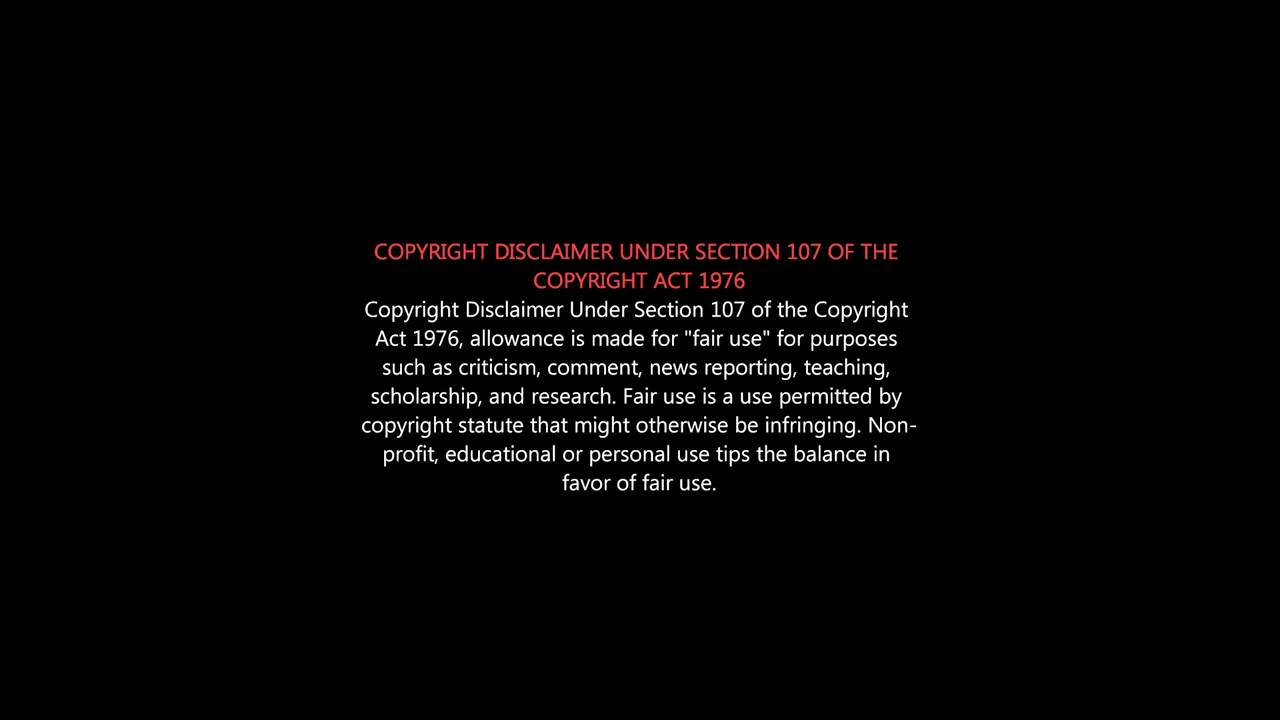 COPYRIGHT DISCLAIMER UNDER SECTION 107 OF THE
COPYRIGHT ACT 1976
Copyright Disclaimer Under Section 107 of the Copyright
Act 1976, allowance is made for "fair use" for purposes
such as criticism, comment, news reporting, teaching,
scholarship, and research. Fair use is a use permitted by
copyright statute that might otherwise be infringing. Non-
profit, educational or personal use tips the balance in
favor of fair use.